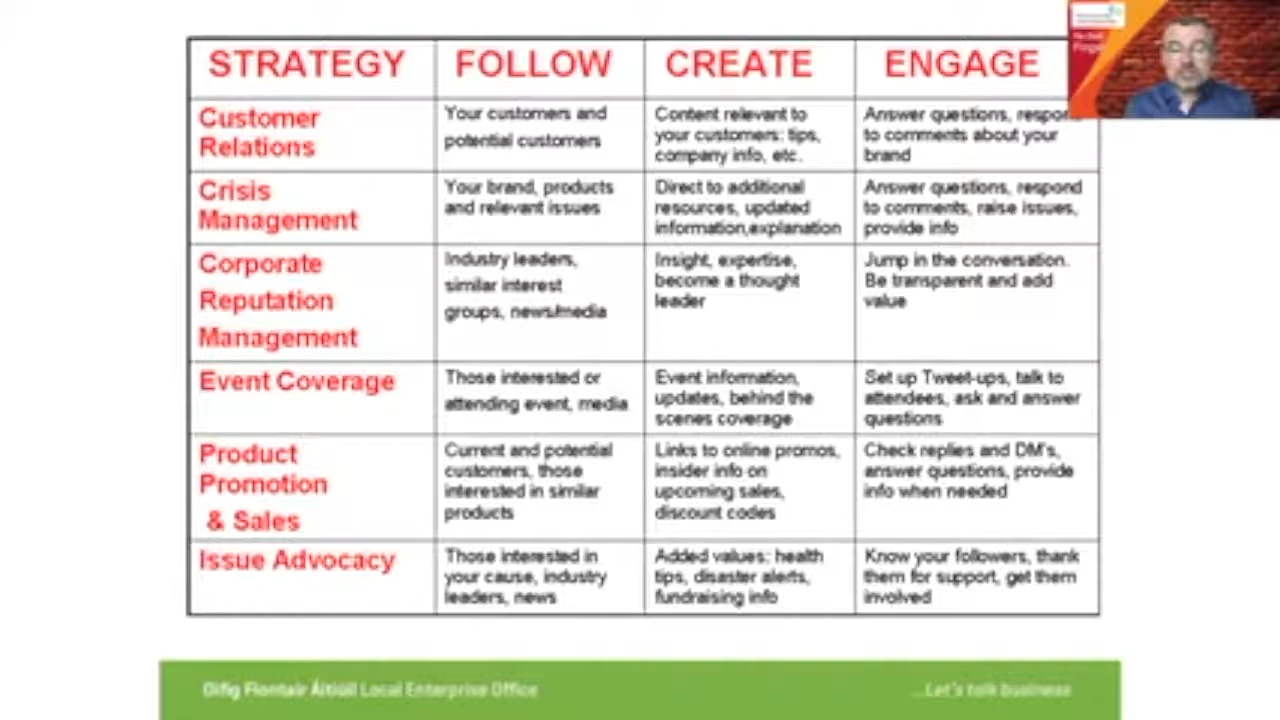 STRATEGY FOLLOW CREATE ENGAGE
Customer
Relations
Your customers and
potential customers
Content relevant to
your customers: tips,
company info, etc.
Answer questions, respon
to comments about your
brand
Crisis
Management
Your brand, products
and relevant issues
Direct to additional
resources, updated
information,explanation
Answer questions, respond
to comments, raise issues,
provide info
Corporate
Reputation
Management
Industry leaders,
similar interest
groups, news/media
Insight, expertise,
become a thought
leader
Jump in the conversation.
Be transparent and add
value
Event Coverage
Those interested or
attending event, media
Event information,
updates, behind the
scenes coverage
Set up Tweet-ups, talk to
attendees, ask and answer
questions
Product
Promotion
& Sales
Current and potential
customers, those
interested in similar
products
Links to online promos,
insider info on
upcoming sales,
discount codes
Check replies and DM's,
answer questions, provide
info when needed
Issue Advocacy
Those interested in
your cause, industry
leaders, news
Added values: health
tips, disaster alerts,
fundraising info
Know your followers, thank
them for support, get them
involved
Oifig Fiontair Áitiúil Local Enterprise Office
...Let's talk business